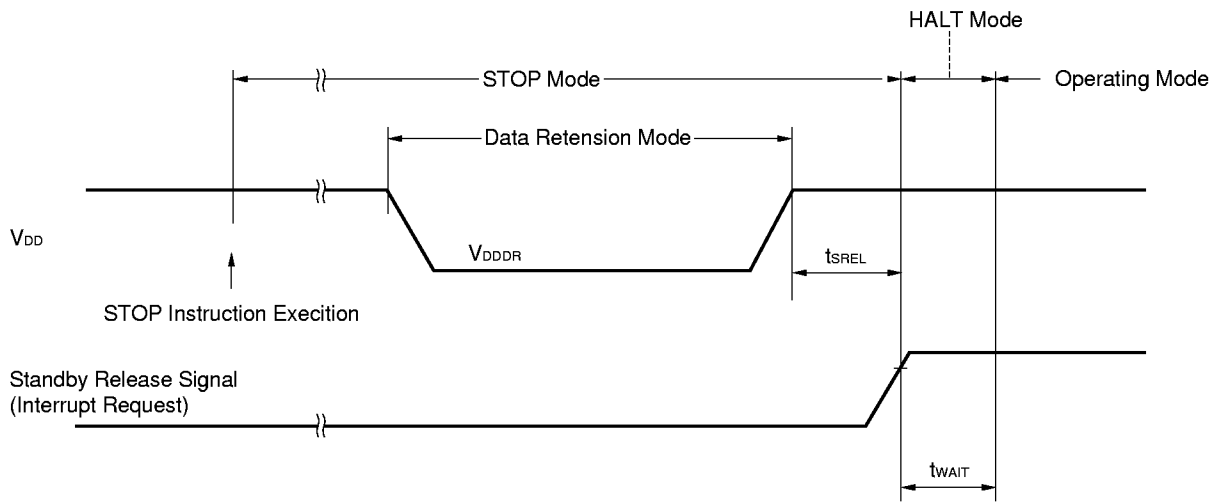 HALT Mode
STOP Mode
Operating Mode
Data Retension Mode
VDD
VDDDR
tSREL
STOP Instruction Execition
Standby Release Signal
(Interrupt Request)
tWAIT